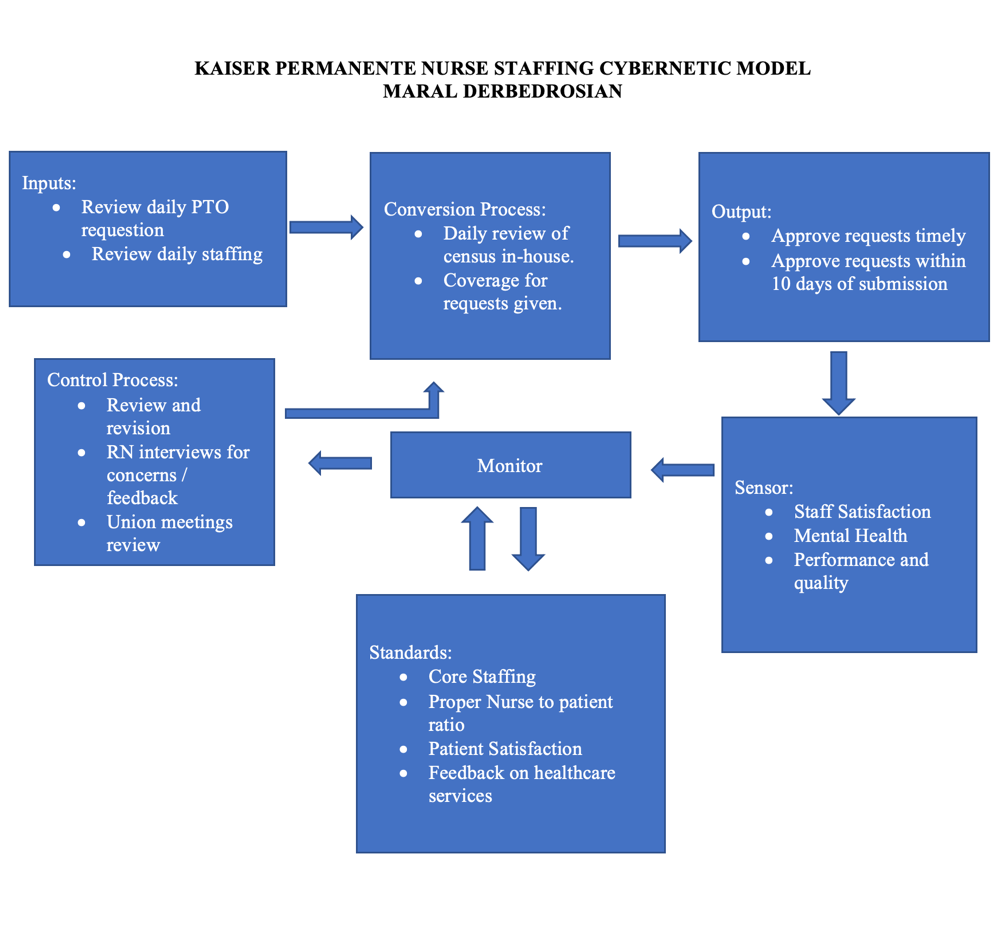 KAISER PERMANENTE NURSE STAFFING CYBERNETIC MODEL
MARAL DERBEDROSIAN
Inputs:
• Review daily PTO
requestion
• Review daily staffing
Conversion Process:
• Daily review of
census in-house.
• Coverage for
requests given.
Output:
• Approve requests timely
• Approve requests within
10 days of submission
Control Process:
• Review and
revision
• RN interviews for
concerns /
feedback
• Union meetings
review
Monitor
Sensor:
• Staff Satisfaction
• Mental Health
• Performance and
quality
Standards:
• Core Staffing
• Proper Nurse to patient
ratio
• Patient Satisfaction
• Feedback on healthcare
services